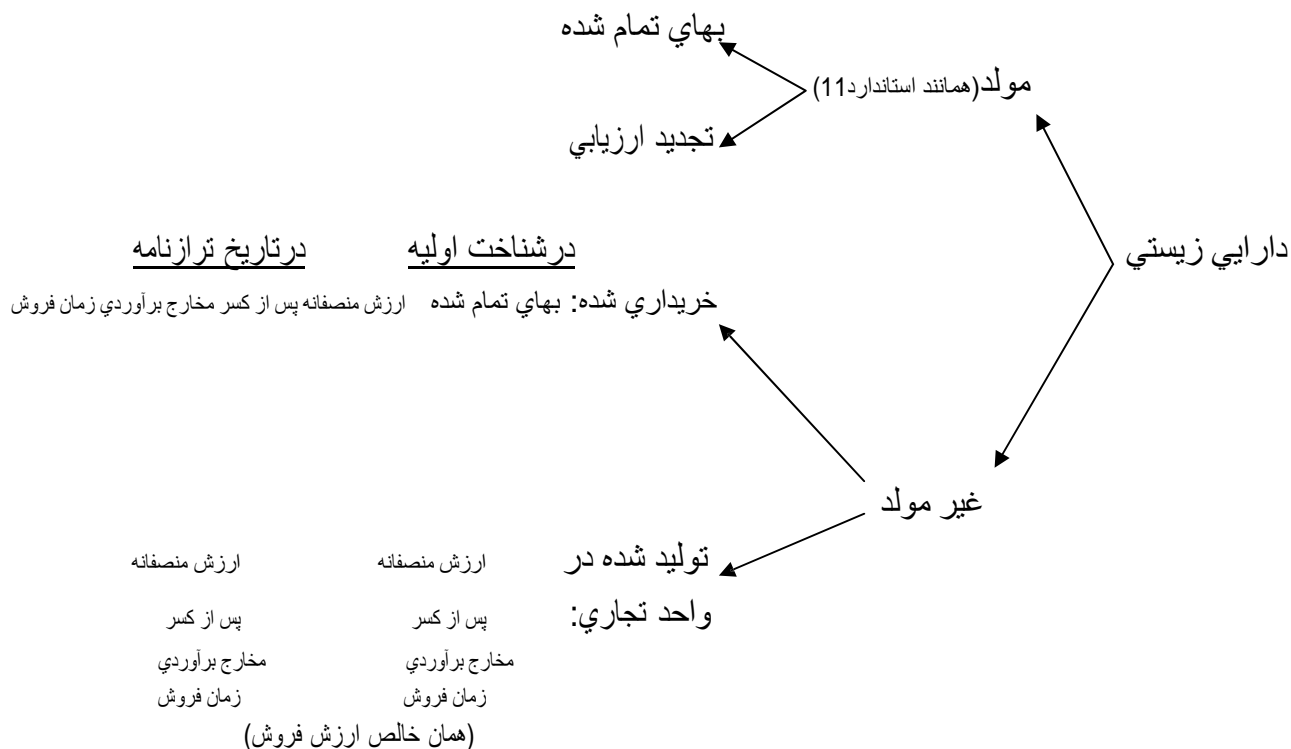 بهاي تمام شده
مولد(همانند استاندارد11)
تجديد ارزيابي
دارايي زيستي
درشناخت اوليه درتاريخ ترازنامه
خريداري شده: بهاي تمام شده ارزش منصفانه پس از كسر مخارج برآوردي زمان فروش
غير مولد
توليد شده در ارزش منصفانه ارزش منصفانه
واحد تجاري: پس از كسر پس از كسر
مخارج برآوردي مخارج برآوردي
زمان فروش زمان فروش
(همان خالص ارزش فروش)